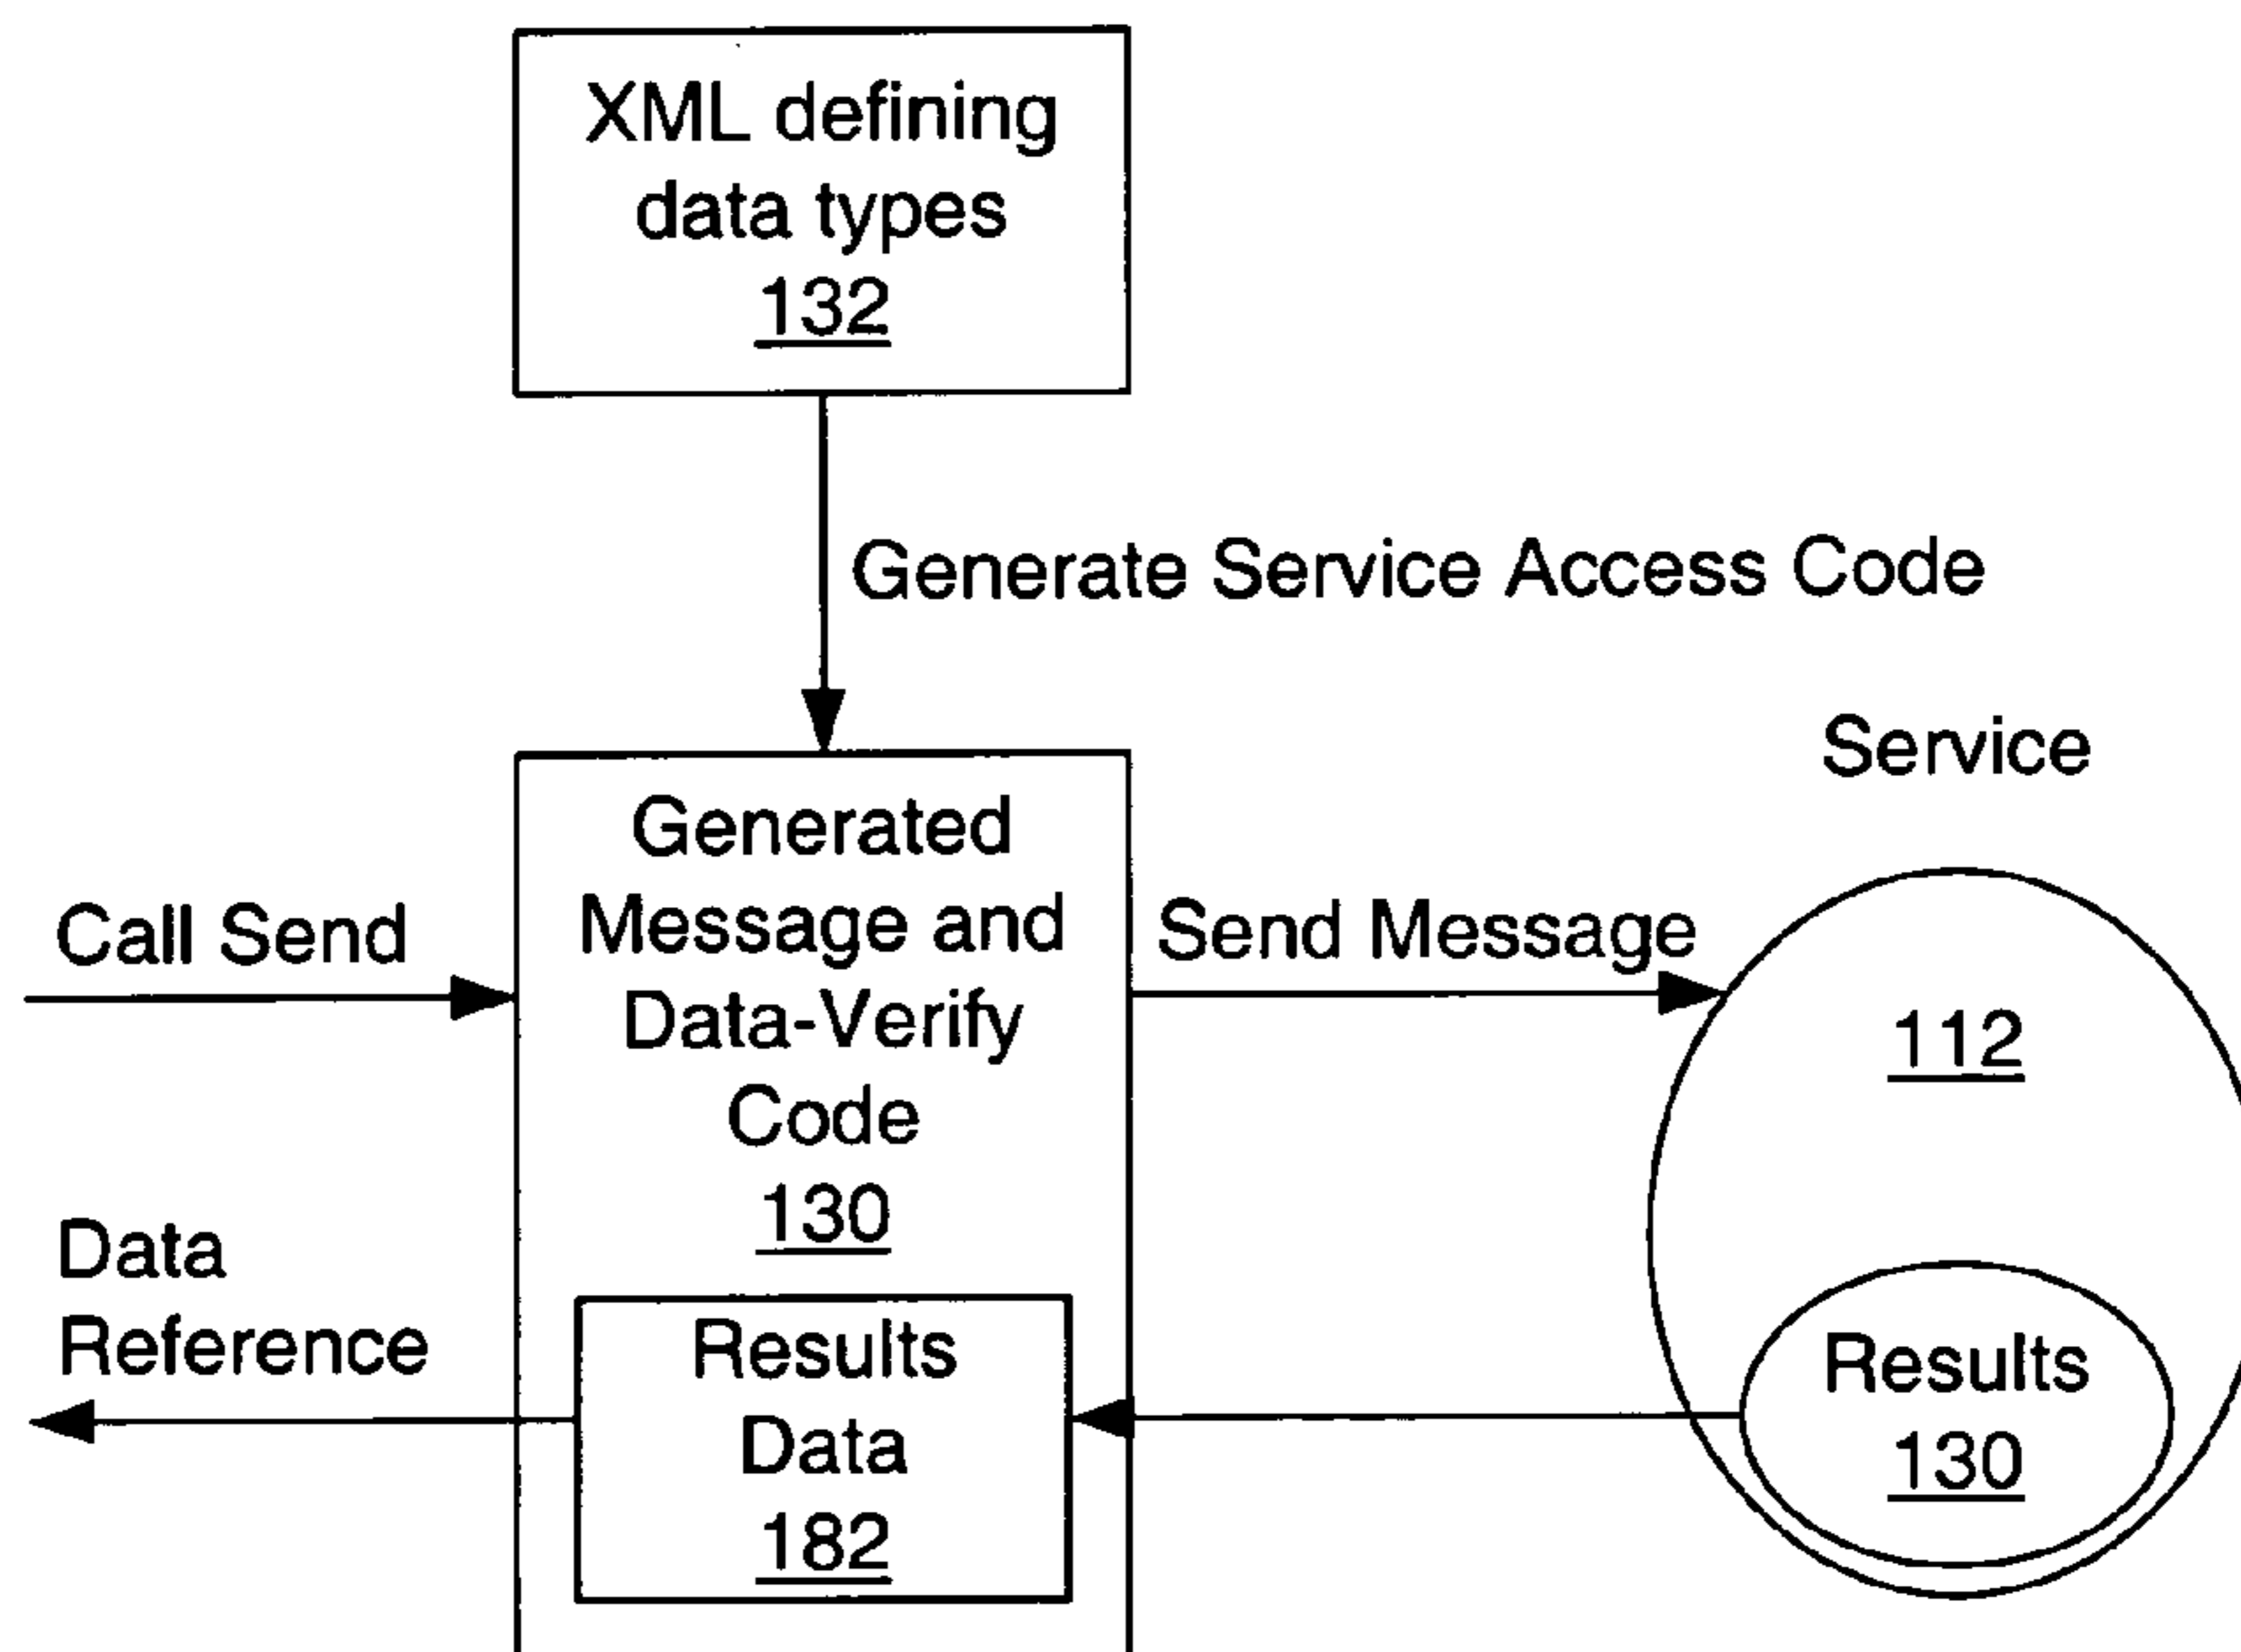 XML defining
data types
132
Generate Service Access Code
Service
Generated
Message and
Data-Verify
Code
130
Call Send
Send Message
112
Data
Reference
Results
Data
182
Results
130